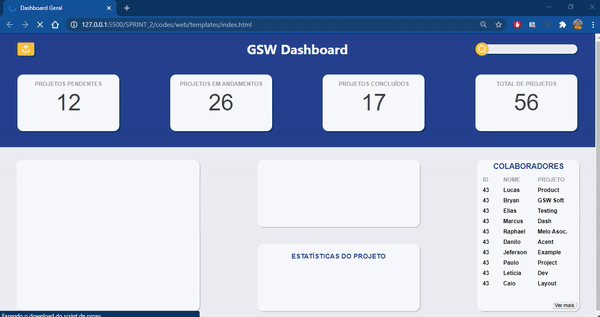 Dashboard Geral
127.0.0.1:5500/SPRINT_2/codes/web/templates/index.html
GSW Dashboard
PROJETOS PENDENTES
12
PROJETOS EM ANDAMENTOS
26
PROJETOS CONCLUÍDOS
17
TOTAL DE PROJETOS
56
ESTATÍSTICAS DO PROJETO
COLABORADORES
ID NOME PROJETO
43 Lucas Product
43 Bryan GSW Soft
43 Elias Testing
43 Marcus Dash
43 Raphael Melo Asoc.
43 Danilo Acent
43 Jeferson Example
43 Paulo Project
43 Letícia Dev
43 Caio Layout
Ver mais
Fazendo o download do script de proxy